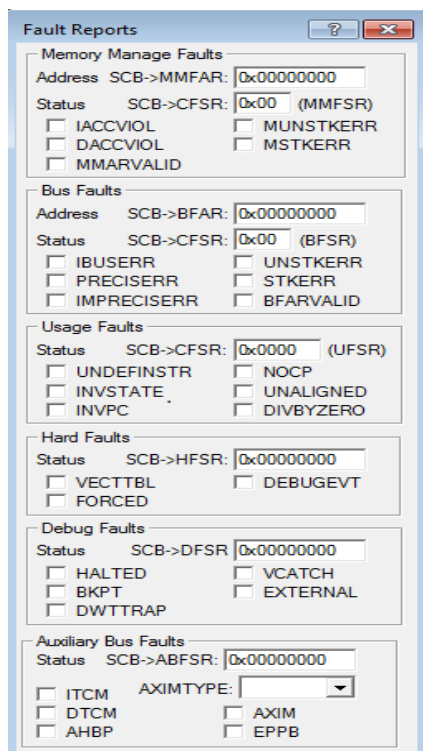 Fault Reports ?
Memory Manage Faults
Address SCB->MMFAR: 0x00000000
Status SCB->CFSR: 0x00 (MMFSR)
IACCVIOL MUNSTKERR
DACCVIOL MSTKERR
MMARVALID
Bus Faults
Address SCB->BFAR: 0x00000000
Status SCB->CFSR: 0x00 (BFSR)
IBUSERR UNSTKERR
PRECISERR STKERR
IMPRECISERR BFARVALID
Usage Faults
Status SCB->CFSR: 0x0000 (UFSR)
UNDEFINSTR NOCP
INVSTATE UNALIGNED
INVPC DIVBYZERO
Hard Faults
Status SCB->HFSR: 0x00000000
VECTTBL DEBUGEVT
FORCED
Debug Faults
Status SCB->DFSR 0x00000000
HALTED VCATCH
BKPT EXTERNAL
DWTTRAP
Auxiliary Bus Faults
Status SCB->ABFSR: 0x00000000
ITCM AXIMTYPE:
DTCM AXIM
AHBP EPPB